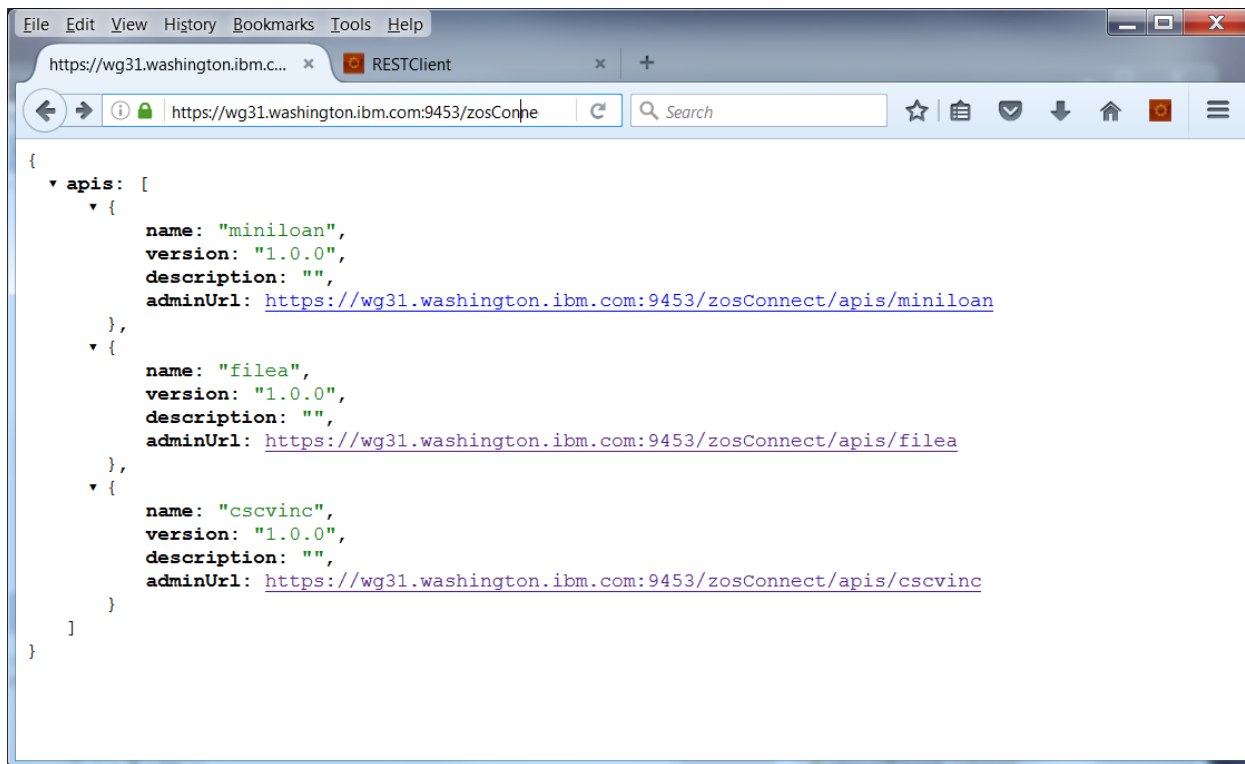 File Edit View History Bookmarks Tools Help
https://wg31.washington.ibm.c... × RESTClient × +
https://wg31.washington.ibm.com:9453/zosConne Search
{
▾ apis: [
▾ {
name: "miniloan",
version: "1.0.0",
description: "",
adminUrl: https://wg31.washington.ibm.com:9453/zosConnect/apis/miniloan
},
▾ {
name: "filea",
version: "1.0.0",
description: "",
adminUrl: https://wg31.washington.ibm.com:9453/zosConnect/apis/filea
},
▾ {
name: "cscvinc",
version: "1.0.0",
description: "",
adminUrl: https://wg31.washington.ibm.com:9453/zosConnect/apis/cscvinc
}
]
}